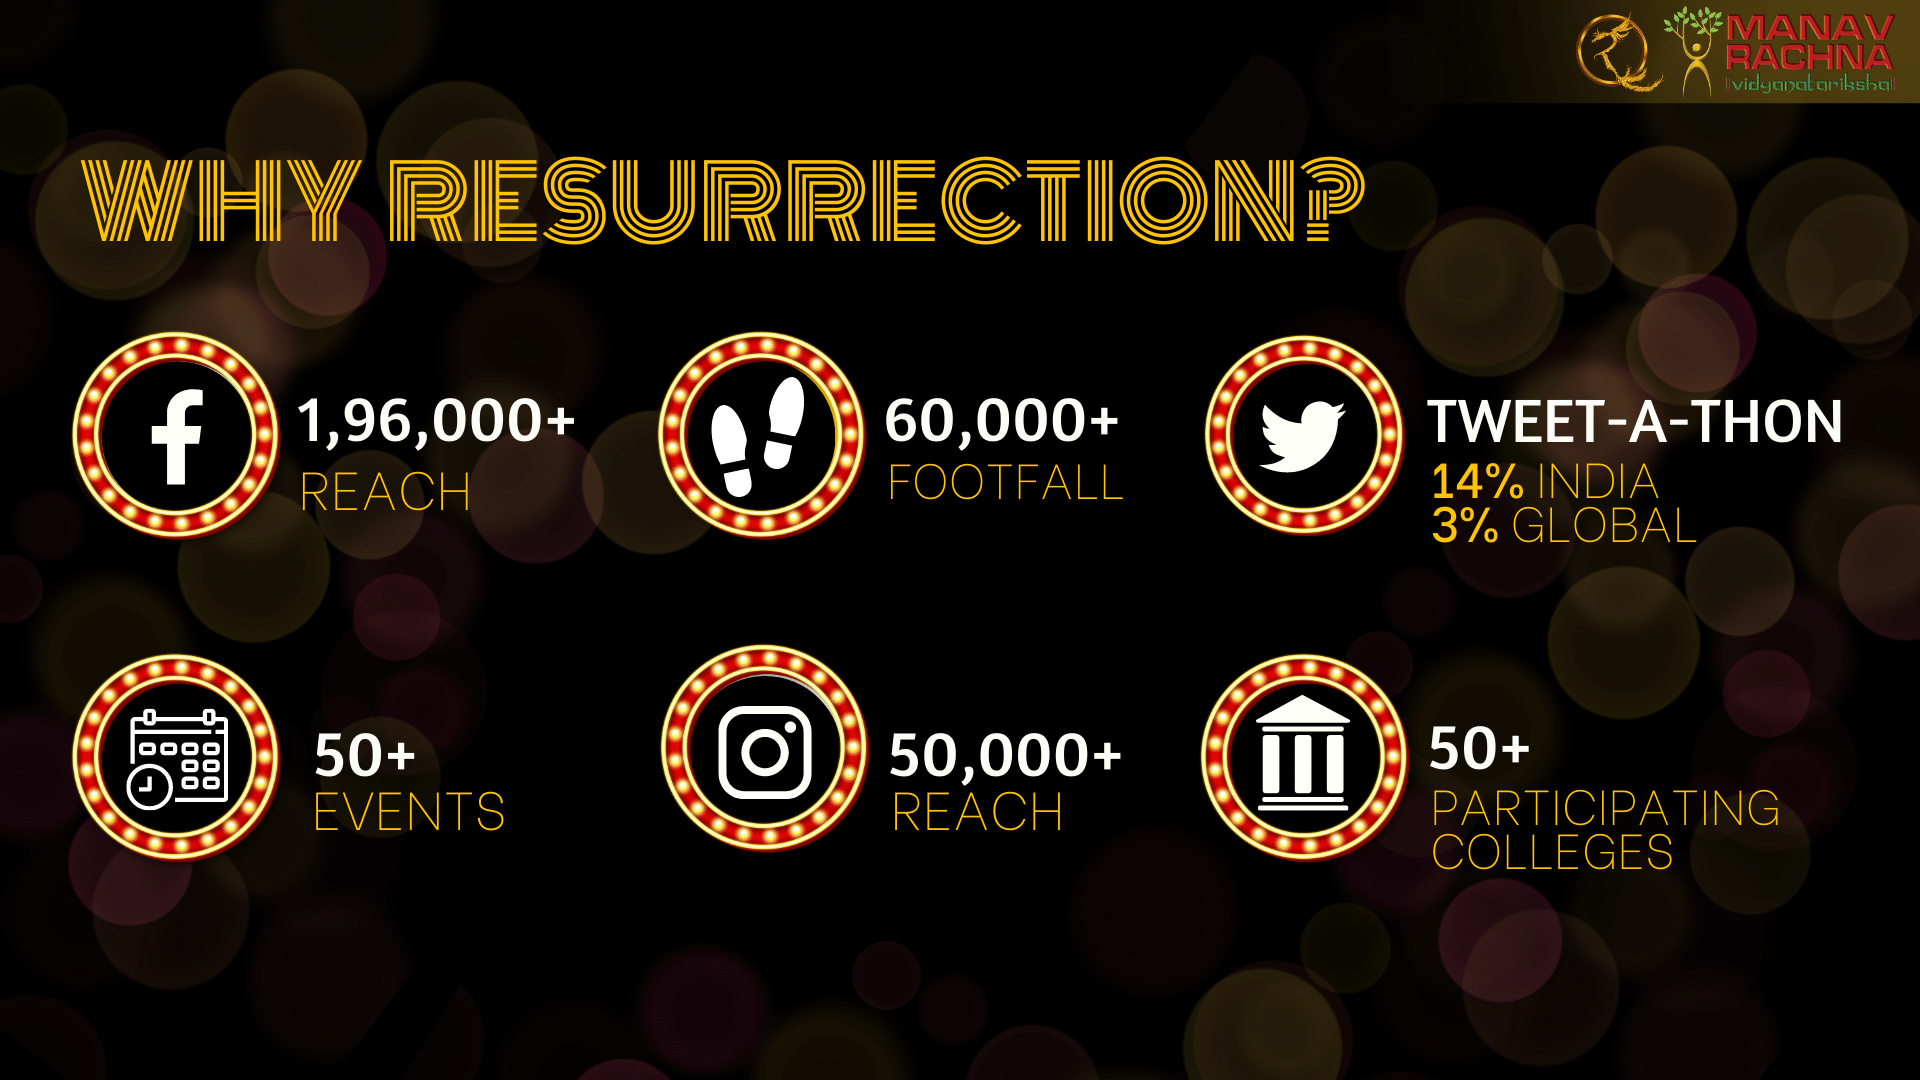 MANAV
RACHNA
vidyanatariksha
WHY RESURRECTION?
1,96,000+
REACH
60,000+
FOOTFALL
TWEET-A-THON
14% INDIA
3% GLOBAL
50+
EVENTS
50,000+
REACH
50+
PARTICIPATING
COLLEGES